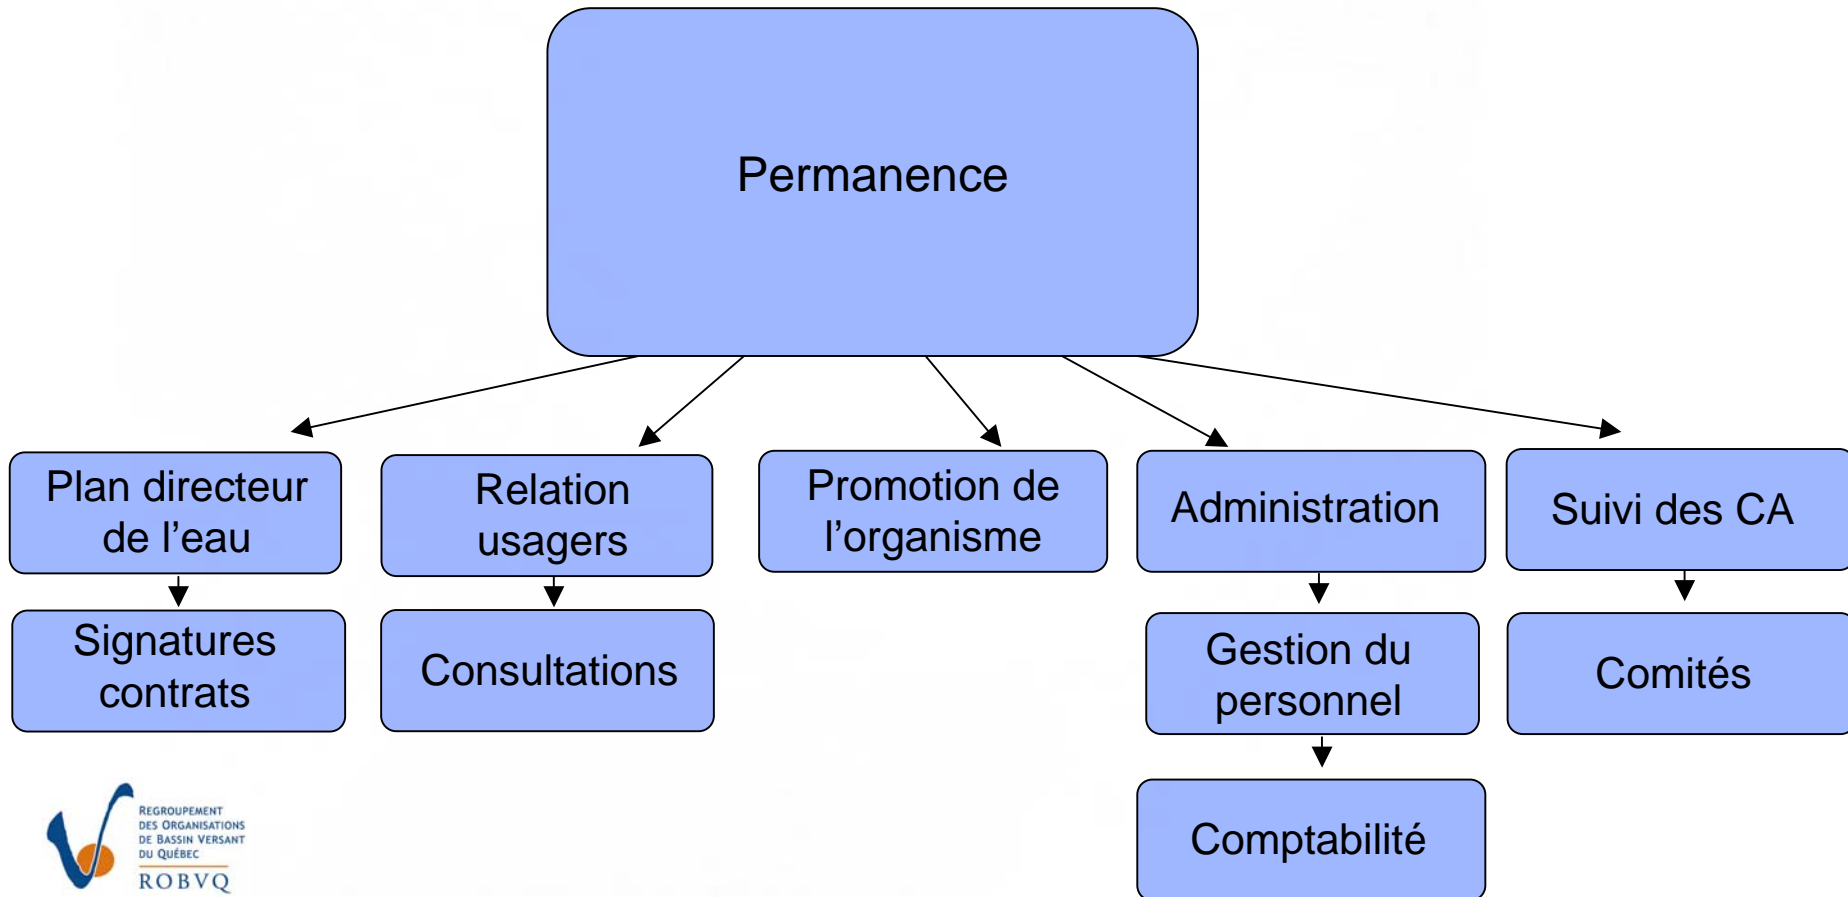 Permanence
Plan directeur
de l’eau
Relation
usagers
Promotion de
l’organisme
Administration
Suivi des CA
Signatures
contrats
Consultations
Gestion du
personnel
Comités
Comptabilité
REGROUPEMENT
DES ORGANISATIONS
DE BASSIN VERSANT
DU QUÉBEC
ROBVQ